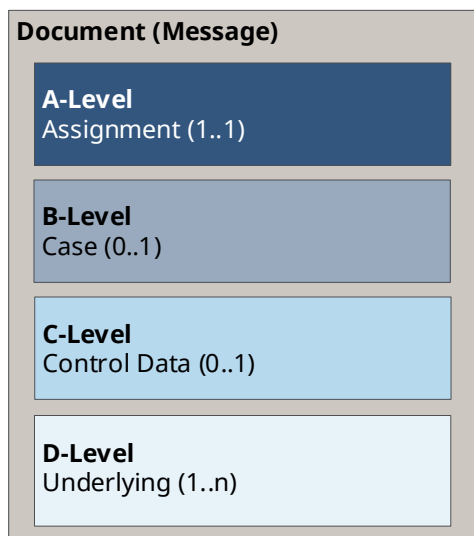 Document (Message)
A-Level
Assignment (1..1)
B-Level
Case (0..1)
C-Level
Control Data (0..1)
D-Level
Underlying (1..n)